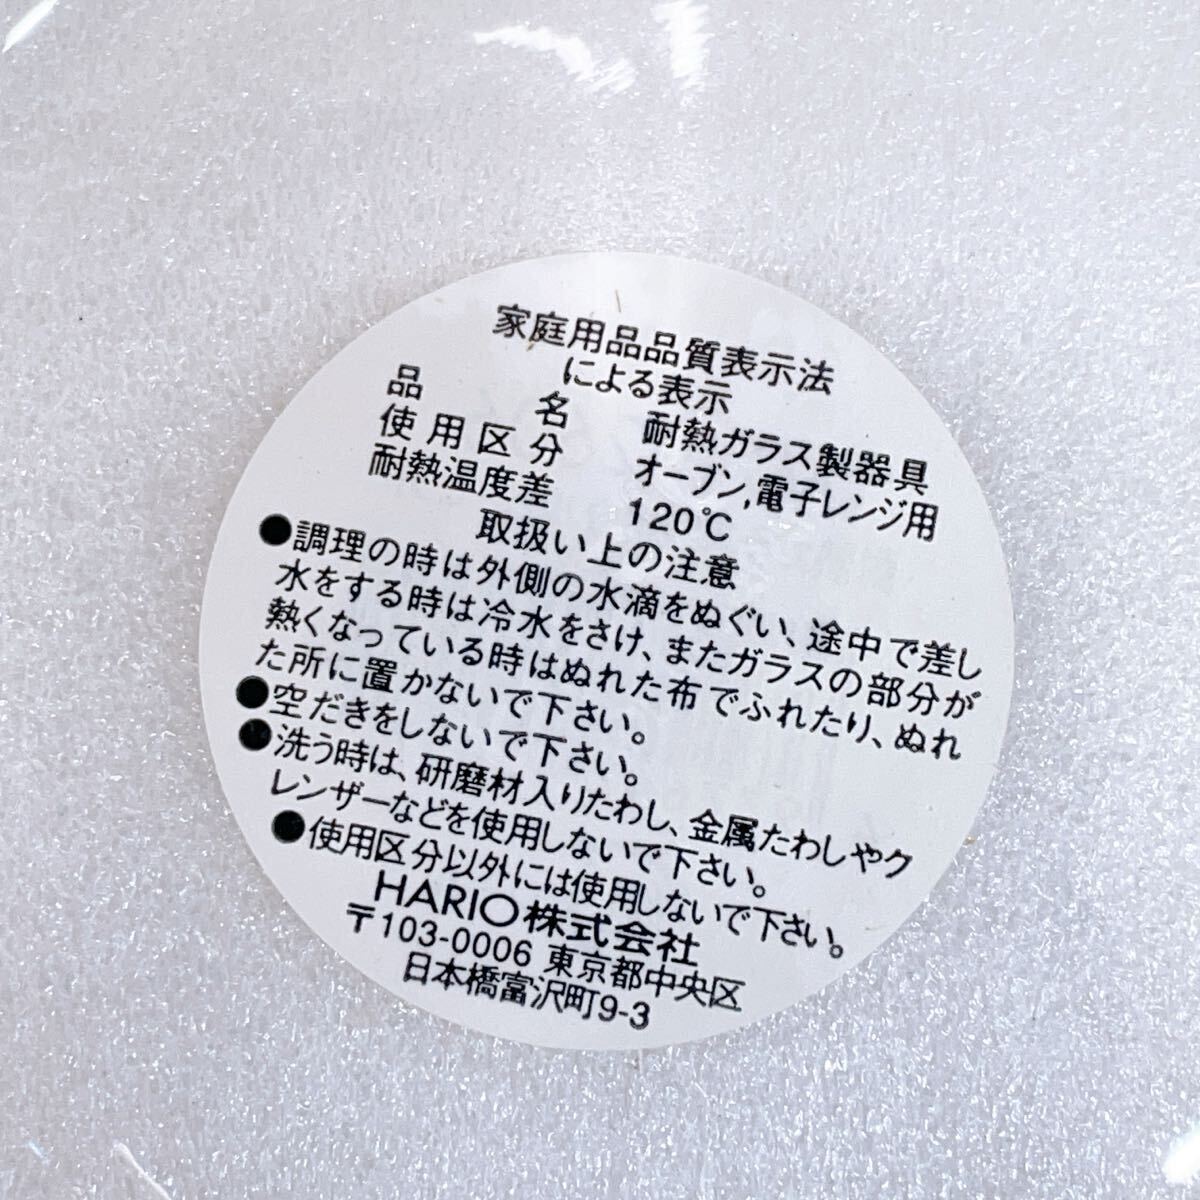 家庭用品品質表示法
による表示
品名 耐熱ガラス製器具
使用区分 オーブン,電子レンジ用
耐熱温度差 120℃
取扱い上の注意
●調理の時は外側の水滴をぬぐい、途中で差し
水をする時は冷水をさけ、またガラスの部分が
熱くなっている時はぬれた布でふれたり、ぬれ
た所に置かないで下さい。
●空だきをしないで下さい。
●洗う時は、研磨材入りたわし、金属たわしやク
レンザーなどを使用しないで下さい。
●使用区分以外には使用しないで下さい。
HARIO株式会社
〒103-0006 東京都中央区
日本橋富沢町9-3